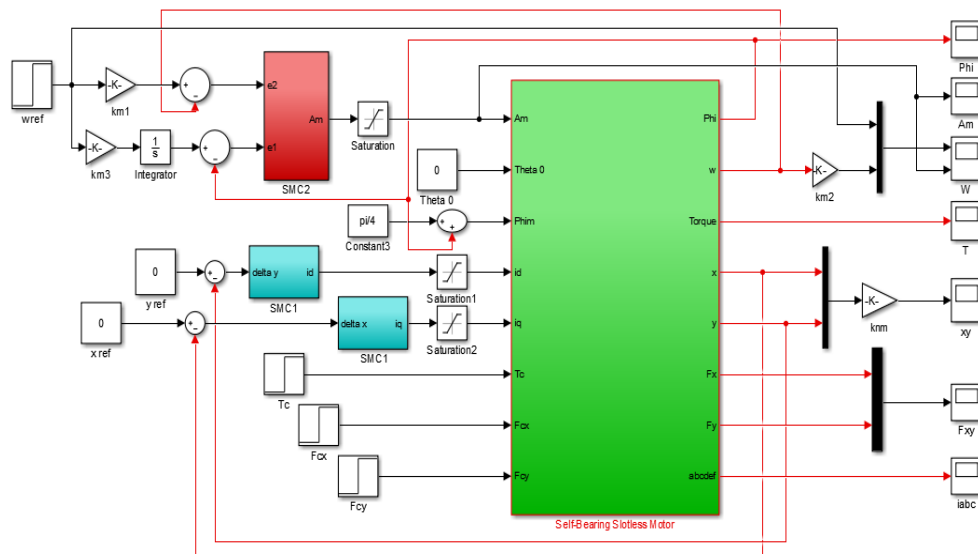 wref
-K-
km1
-K-
km3
1
s
Integrator
+
−
+
−
e2
e1
Am
SMC2
Saturation
0
Theta 0
pi/4
Constant3
+
+
0
y ref
+
−
delta y
id
SMC1
Saturation1
0
x ref
+
−
delta x
iq
SMC1
Saturation2
Tc
Fcx
Fcy
Am
Theta 0
Phim
id
iq
Tc
Fcx
Fcy
Phi
w
Torque
x
y
Fx
Fy
abcdef
Self-Bearing Slotless Motor
-K-
km2
-K-
knm
Phi
Am
W
T
xy
Fxy
iabc